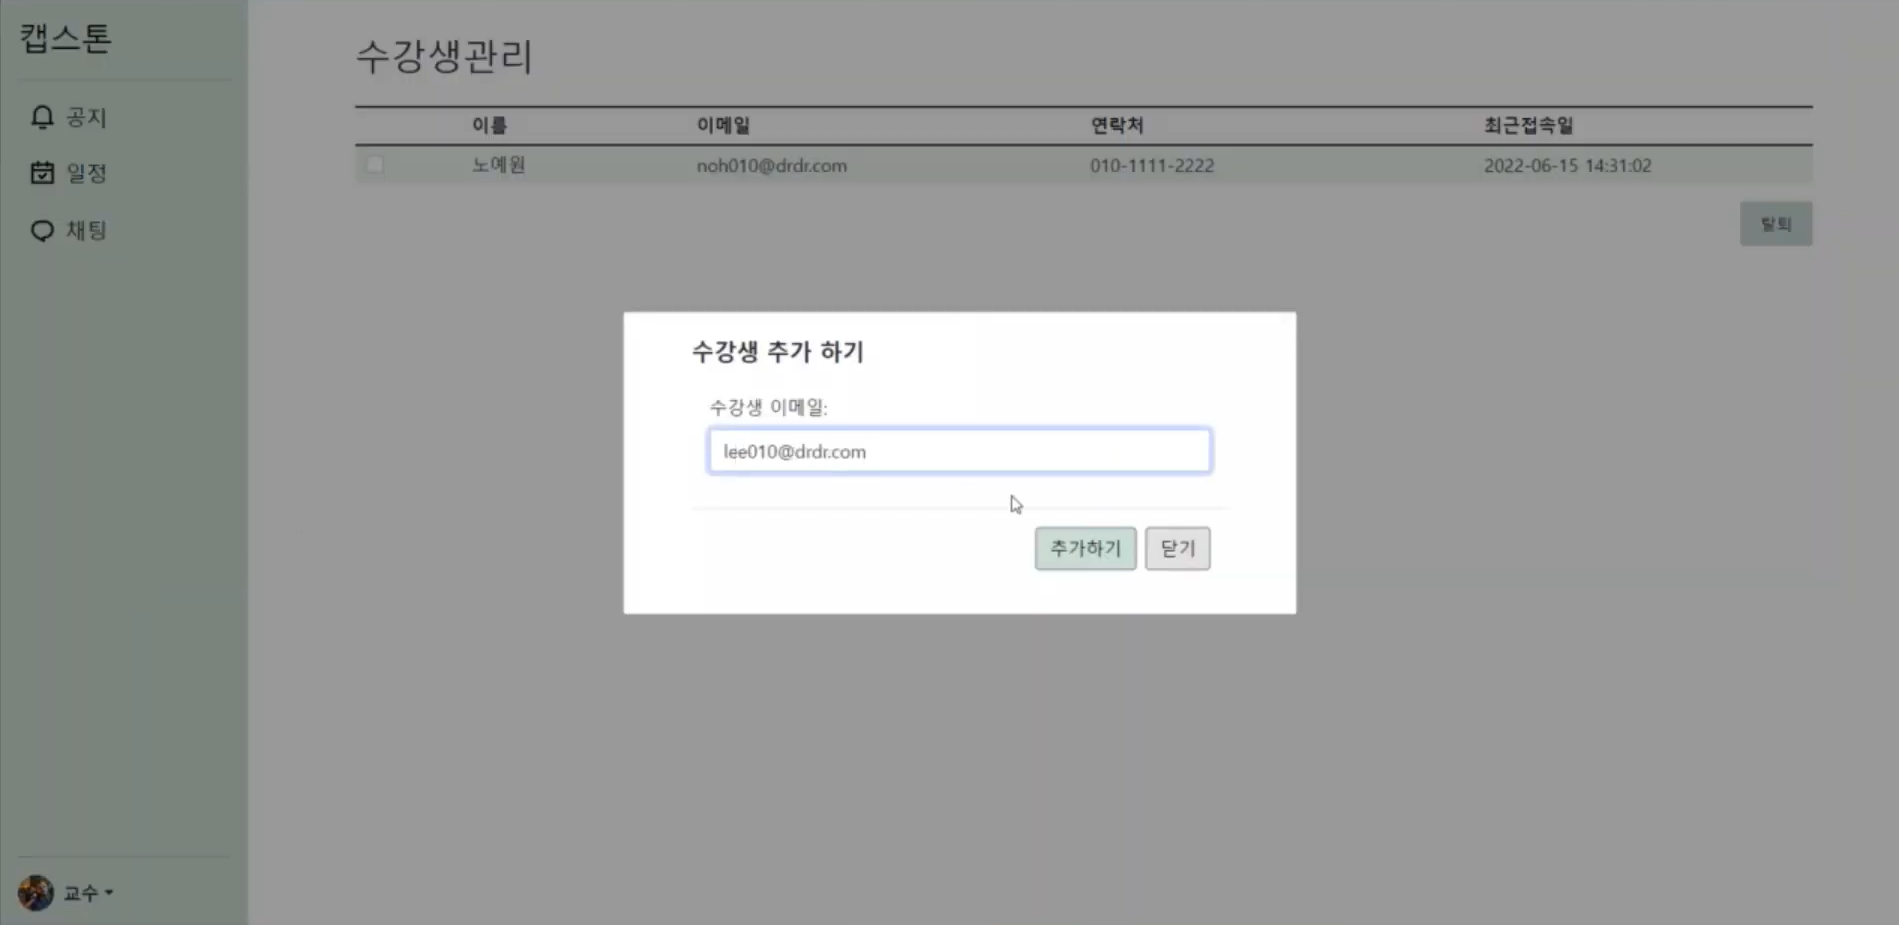 캡스톤
공지
일정
채팅
교수
수강생관리
이름 이메일 연락처 최근접속일
노예원 noh010@drdr.com 010-1111-2222 2022-06-15 14:31:02
탈퇴
수강생 추가 하기
수강생 이메일:
lee010@drdr.com
추가하기 닫기